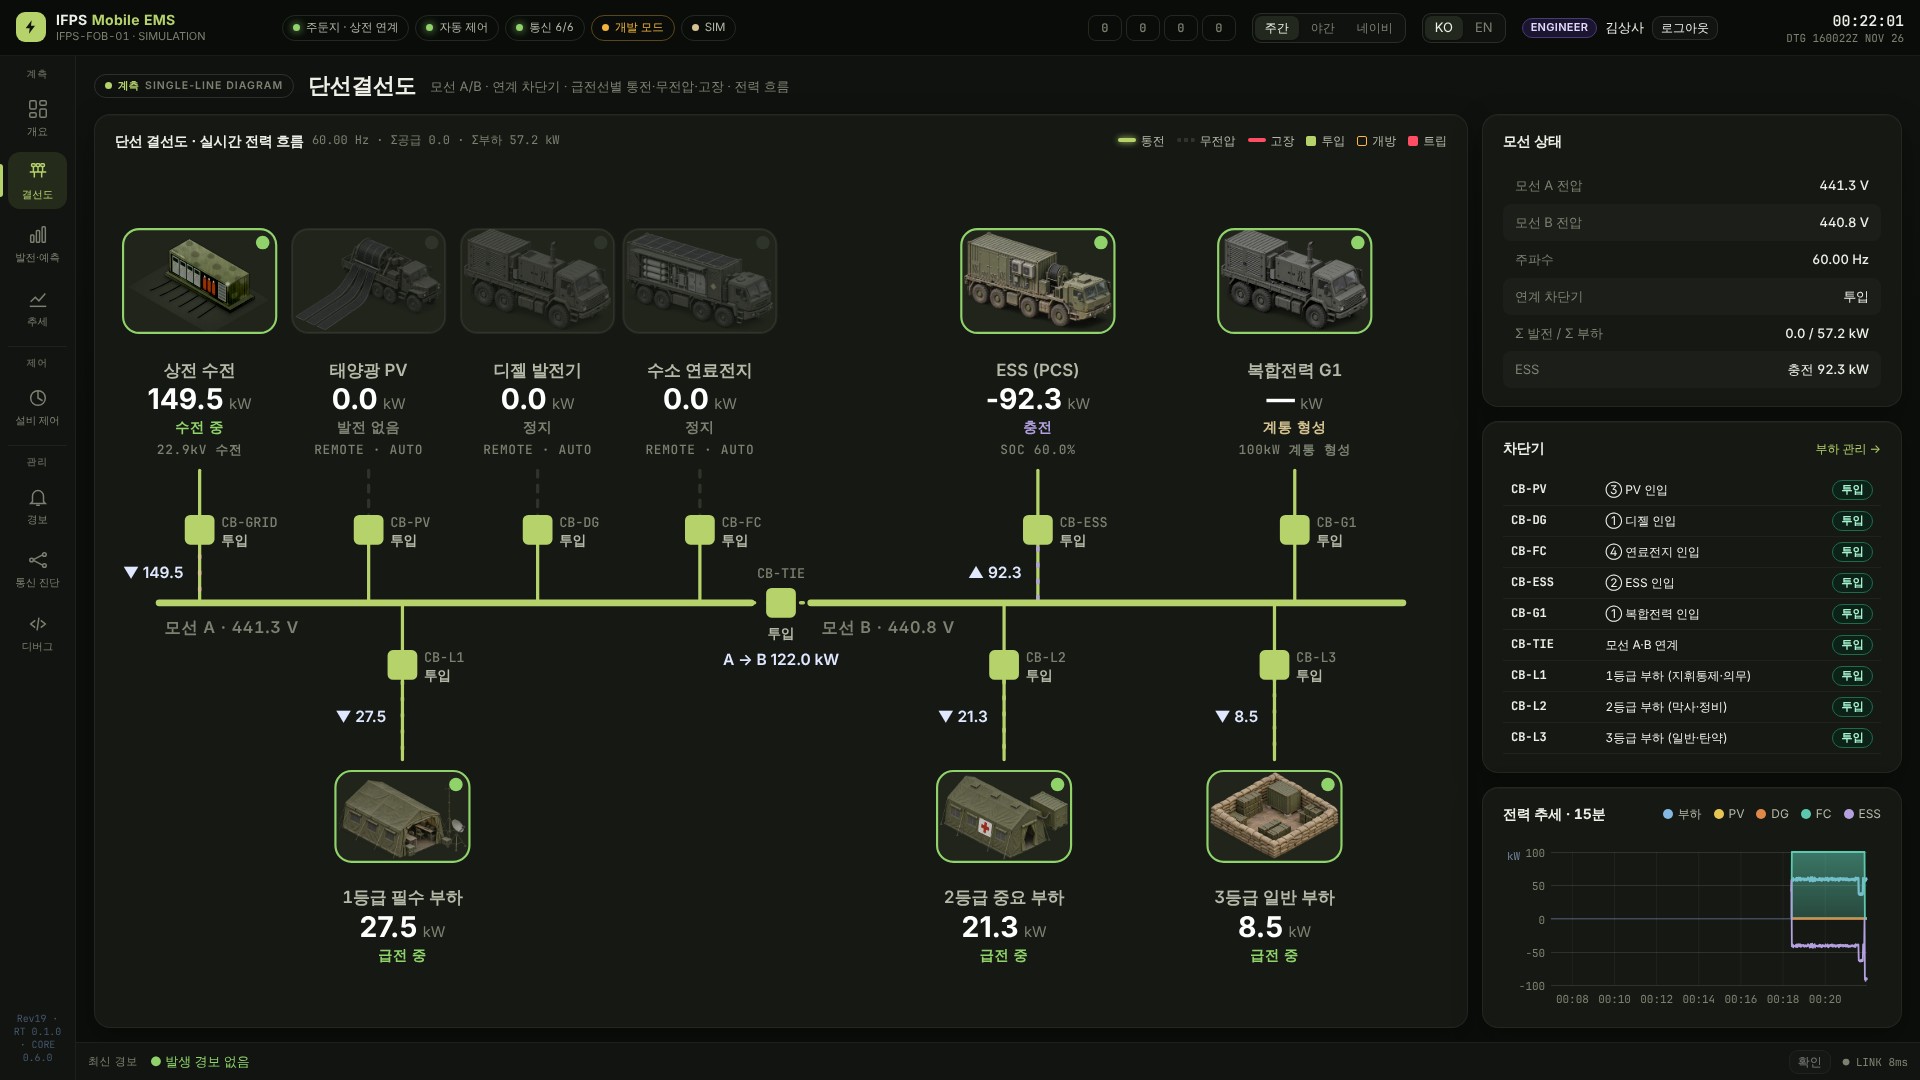 IFPS Mobile EMS
IFPS-FOB-01 · SIMULATION
주둔지 · 상전 연계
자동 제어
통신 6/6
개발 모드
SIM
0 0 0 0
주간 야간 네이비
KO EN
ENGINEER 김상사 로그아웃
00:22:01
DTG 160022Z NOV 26
계측
개요
결선도
발전·예측
추세
제어
설비 제어
관리
경보
통신 진단
디버그
Rev19 ·
RT 0.1.0
· CORE
0.6.0
계측 SINGLE-LINE DIAGRAM
단선결선도
모선 A/B · 연계 차단기 · 급전선별 통전·무전압·고장 · 전력 흐름
단선 결선도 · 실시간 전력 흐름 60.00 Hz · Σ공급 0.0 · Σ부하 57.2 kW
통전 무전압 고장 투입 개방 트립
상전 수전
149.5 kW
수전 중
22.9kV 수전
태양광 PV
0.0 kW
발전 없음
REMOTE · AUTO
디젤 발전기
0.0 kW
정지
REMOTE · AUTO
수소 연료전지
0.0 kW
정지
REMOTE · AUTO
ESS (PCS)
-92.3 kW
충전
SOC 60.0%
복합전력 G1
— kW
계통 형성
100kW 계통 형성
CB-GRID
투입
CB-PV
투입
CB-DG
투입
CB-FC
투입
CB-ESS
투입
CB-G1
투입
▼ 149.5
▲ 92.3
CB-TIE
투입
모선 A · 441.3 V
모선 B · 440.8 V
A → B 122.0 kW
CB-L1
투입
CB-L2
투입
CB-L3
투입
▼ 27.5
▼ 21.3
▼ 8.5
1등급 필수 부하
27.5 kW
급전 중
2등급 중요 부하
21.3 kW
급전 중
3등급 일반 부하
8.5 kW
급전 중
모선 상태
모선 A 전압 441.3 V
모선 B 전압 440.8 V
주파수 60.00 Hz
연계 차단기 투입
Σ 발전 / Σ 부하 0.0 / 57.2 kW
ESS 충전 92.3 kW
차단기 부하 관리 →
CB-PV ③ PV 인입 투입
CB-DG ① 디젤 인입 투입
CB-FC ④ 연료전지 인입 투입
CB-ESS ② ESS 인입 투입
CB-G1 ① 복합전력 인입 투입
CB-TIE 모선 A·B 연계 투입
CB-L1 1등급 부하 (지휘통제·의무) 투입
CB-L2 2등급 부하 (막사·정비) 투입
CB-L3 3등급 부하 (일반·탄약) 투입
전력 추세 · 15분 부하 PV DG FC ESS
kW 100
50
0
-50
-100
00:08 00:10 00:12 00:14 00:16 00:18 00:20
최신 경보 발생 경보 없음
확인 LINK 8ms